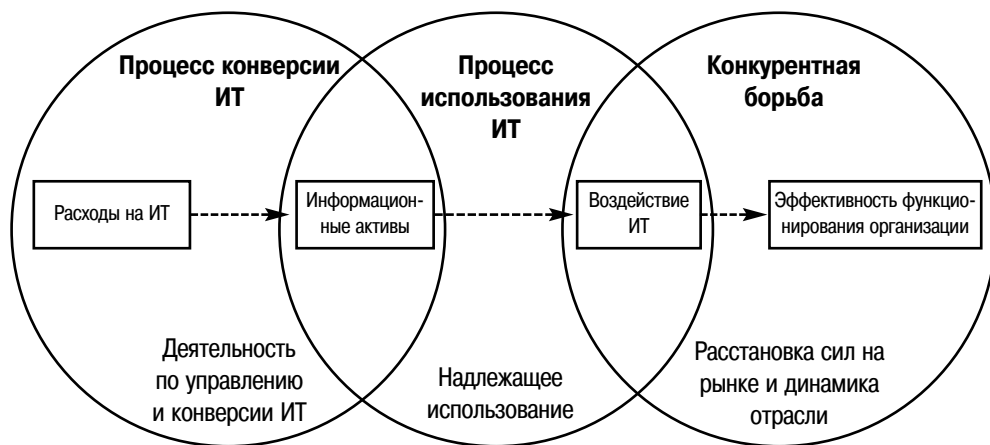 Процесс конверсии
ИТ
Процесс
использования
ИТ
Конкурентная
борьба
Расходы на ИТ
Информацион-
ные активы
Воздействие
ИТ
Эффективность функцио-
нирования организации
Деятельность
по управлению
и конверсии ИТ
Надлежащее
использование
Расстановка сил на
рынке и динамика
отрасли